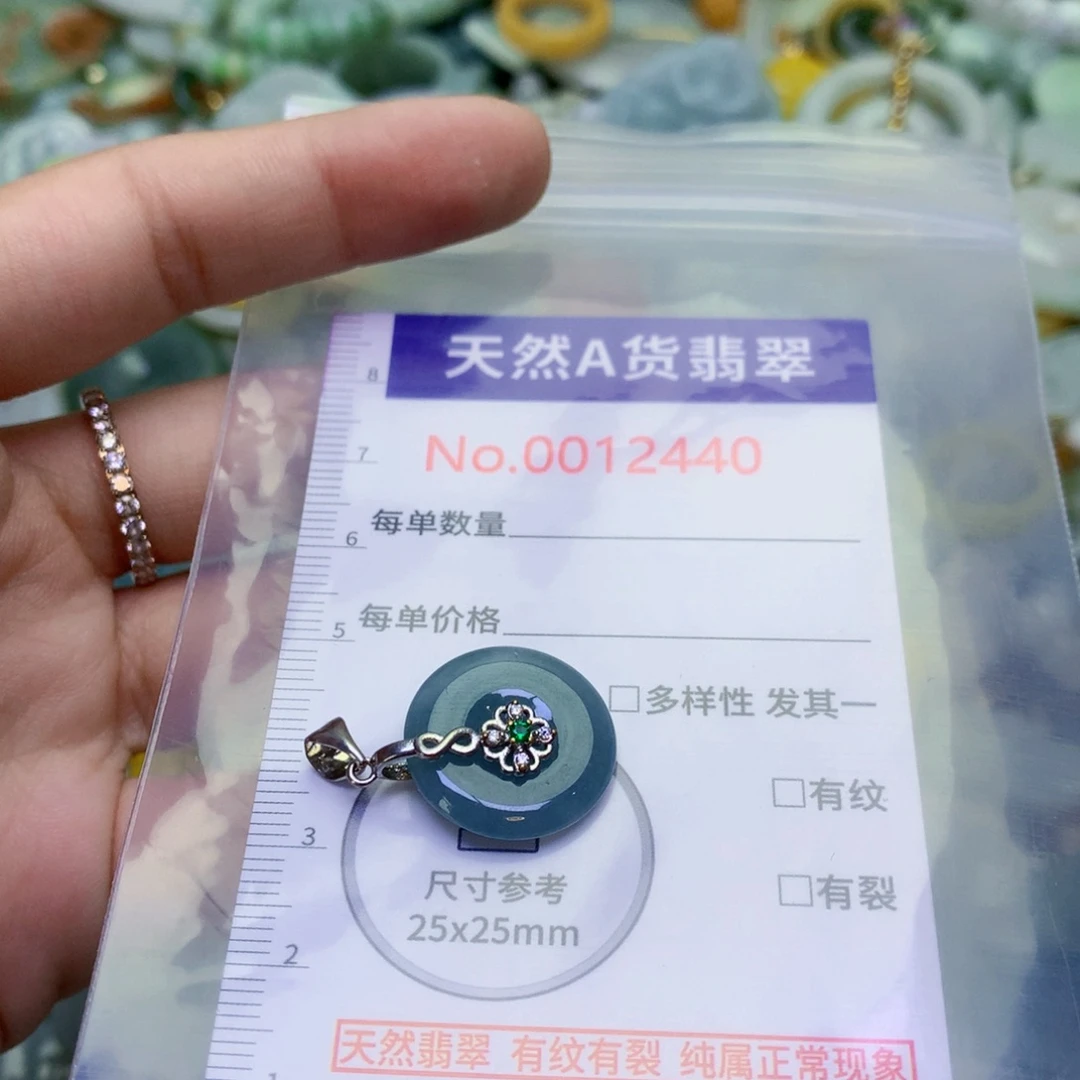 天然A货翡翠
No.0012440
每单数量
每单价格
□多样性 发其一
□有纹
□有裂
尺寸参考
25x25mm
天然翡翠 有纹有裂 纯属正常现象
8
7
6
5
3
2
1